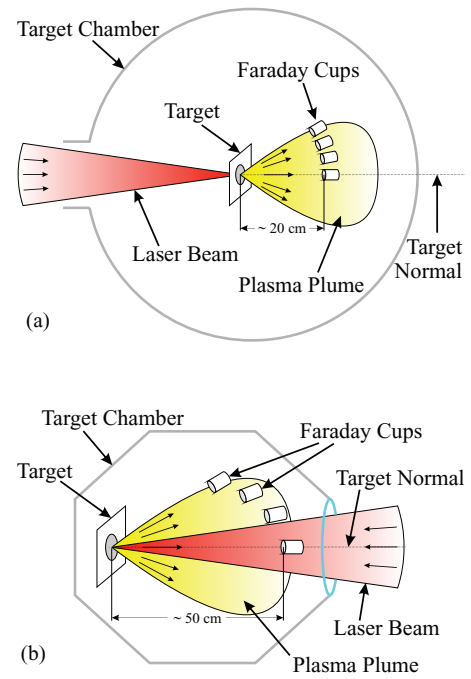 Target Chamber
Faraday Cups
Target
~ 20 cm
Laser Beam
Target
Normal
Plasma Plume
(a)
Target Chamber
Faraday Cups
Target
Target Normal
~ 50 cm
Laser Beam
(b)
Plasma Plume